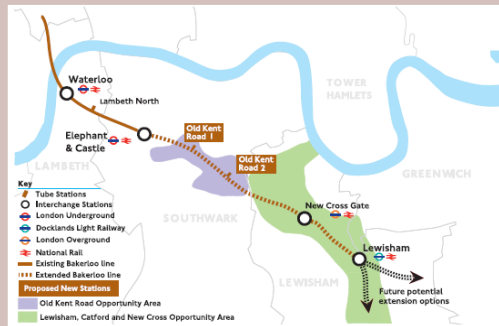 Waterloo
Lambeth North
TOWER
HAMLETS
Elephant
& Castle
Old Kent
Road 1
Old Kent
Road 2
LAMBETH
GREENWICH
Key
Tube Stations
Interchange Stations
London Underground
Docklands Light Railway
London Overground
National Rail
Existing Bakerloo line
Extended Bakerloo line
Proposed New Stations
Old Kent Road Opportunity Area
Lewisham, Catford and New Cross Opportunity Area
SOUTHWARK
New Cross Gate
Lewisham
LEWISHAM
Future potential
extension options